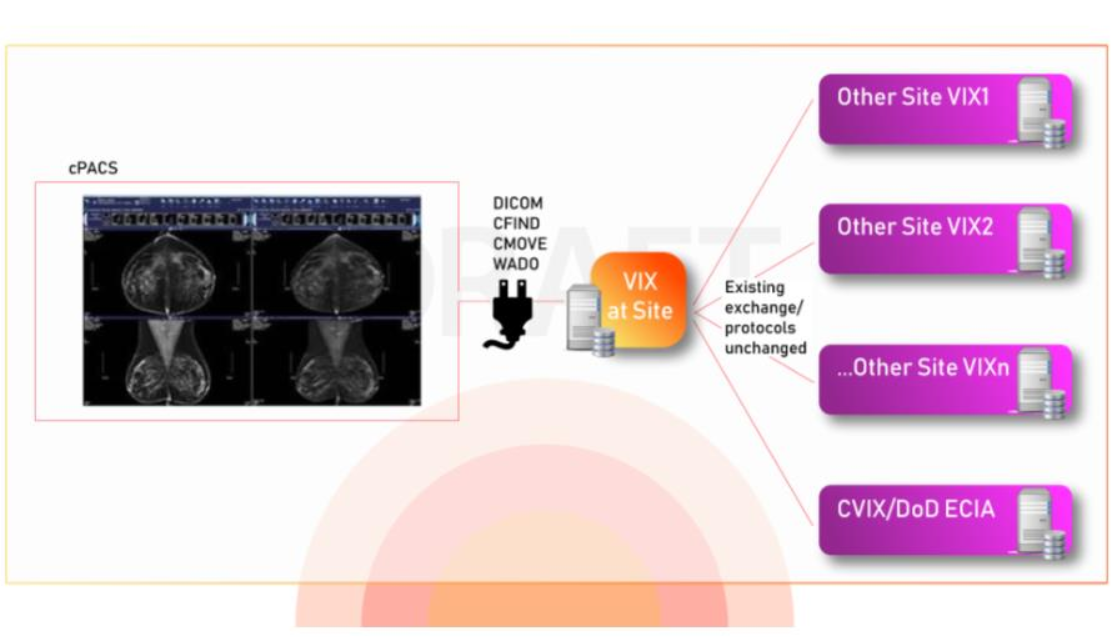 cPACS
DICOM
CFIND
CMOVE
WADO
VIX
at Site
Existing
exchange/
protocols
unchanged
Other Site VIX1
Other Site VIX2
...Other Site VIXn
CVIX/DoD ECIA
DRAFT